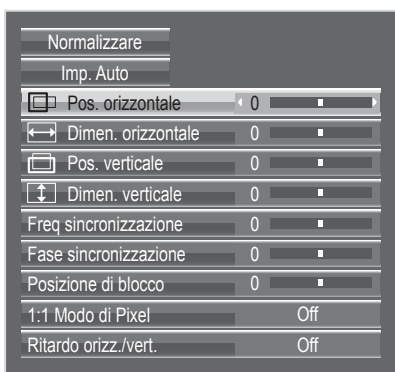 Normalizzare
Imp. Auto
Pos. orizzontale 0
Dimen. orizzontale 0
Pos. verticale 0
Dimen. verticale 0
Freq sincronizzazione 0
Fase sincronizzazione 0
Posizione di blocco 0
1:1 Modo di Pixel Off
Ritardo orizz./vert. Off